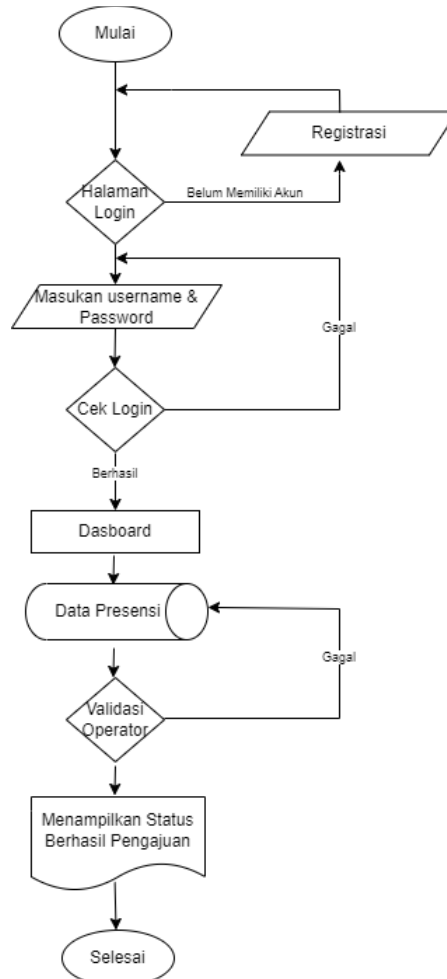 Mulai
Registrasi
Halaman
Login
Belum Memiliki Akun
Masukan username &
Password
Gagal
Cek Login
Berhasil
Dasboard
Data Presensi
Gagal
Validasi
Operator
Menampilkan Status
Berhasil Pengajuan
Selesai